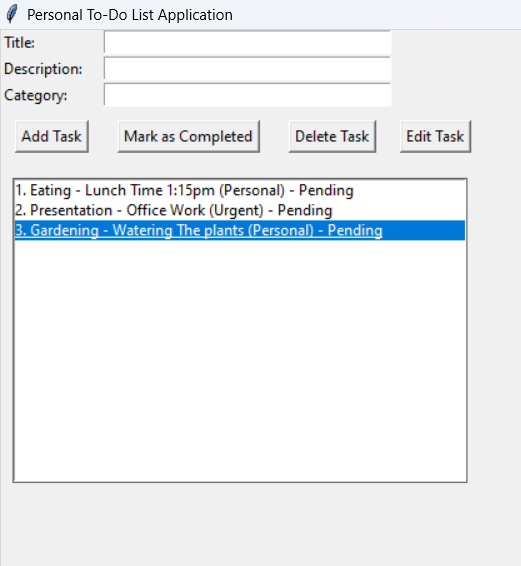 Personal To-Do List Application
Title:
Description:
Category:
Add Task Mark as Completed Delete Task Edit Task
1. Eating - Lunch Time 1:15pm (Personal) - Pending
2. Presentation - Office Work (Urgent) - Pending
3. Gardening - Watering The plants (Personal) - Pending